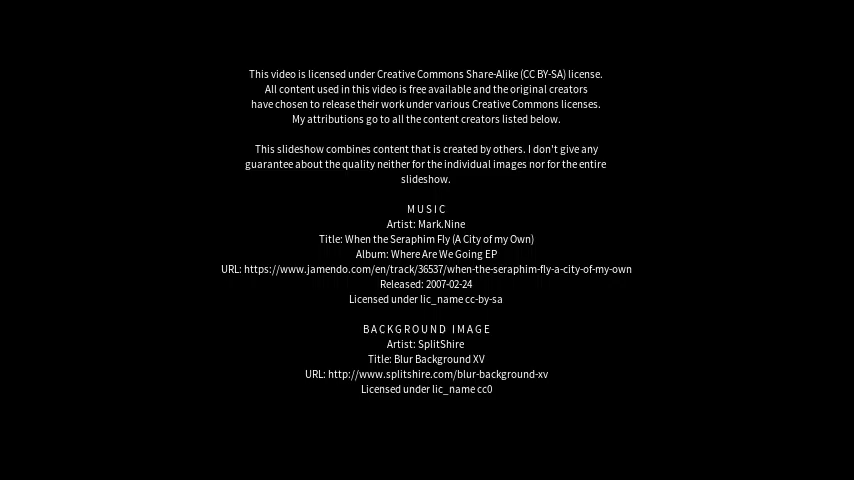 This video is licensed under Creative Commons Share-Alike (CC BY-SA) license.
All content used in this video is free available and the original creators
have chosen to release their work under various Creative Commons licenses.
My attributions go to all the content creators listed below.
This slideshow combines content that is created by others. I don't give any
guarantee about the quality neither for the individual images nor for the entire
slideshow.
MUSIC
Artist: Mark.Nine
Title: When the Seraphim Fly (A City of my Own)
Album: Where Are We Going EP
URL: https://www.jamendo.com/en/track/36537/when-the-seraphim-fly-a-city-of-my-own
Released: 2007-02-24
Licensed under lic_name cc-by-sa
BACKGROUND IMAGE
Artist: SplitShire
Title: Blur Background XV
URL: http://www.splitshire.com/blur-background-xv
Licensed under lic_name cc0